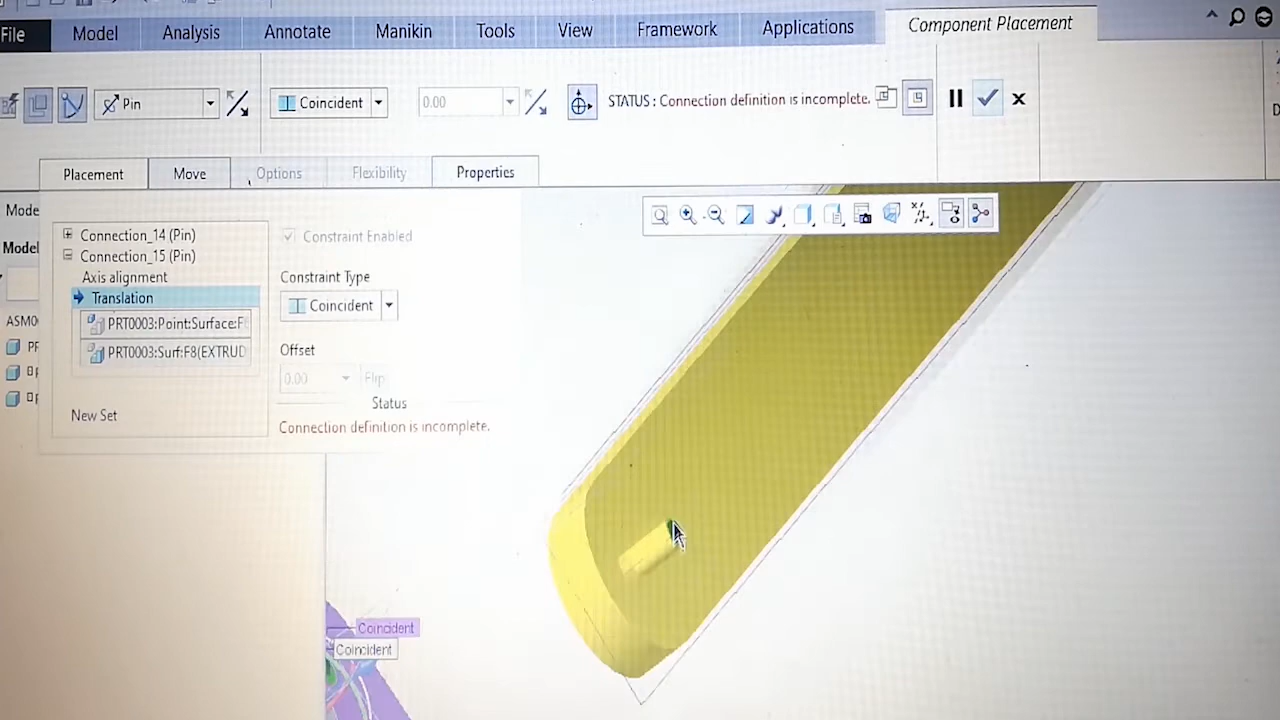 File Model Analysis Annotate Manikin Tools View Framework Applications Component Placement
Pin Coincident 0.00 STATUS : Connection definition is incomplete.
Placement Move Options Flexibility Properties
Mode
Model
ASM0
Connection_14 (Pin)
Connection_15 (Pin)
Axis alignment
Translation
PRT0003:Point:Surface:F
PRT0003:Surf:F8(EXTRUD
New Set
Constraint Enabled
Constraint Type
Coincident
Offset
0.00 Flip
Status
Connection definition is incomplete.
Coincident
Coincident